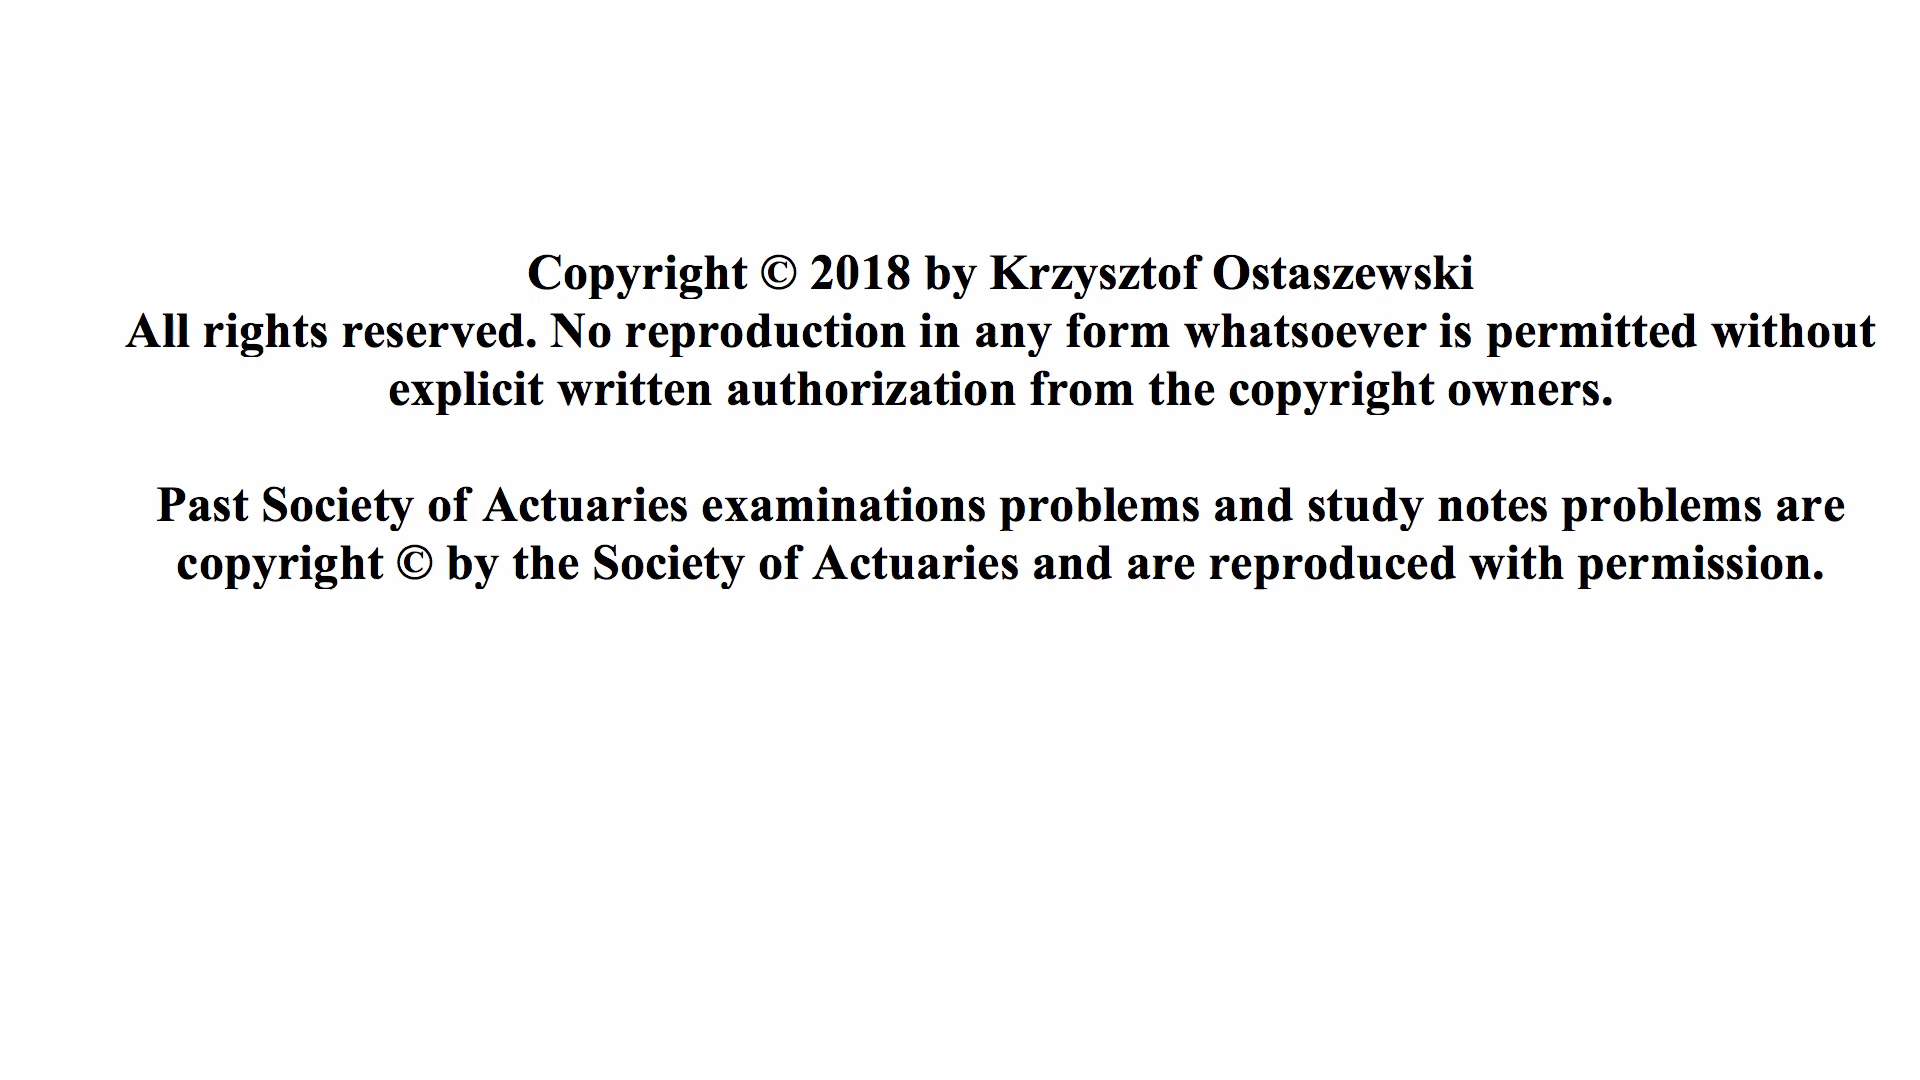 Copyright © 2018 by Krzysztof Ostaszewski
All rights reserved. No reproduction in any form whatsoever is permitted without
explicit written authorization from the copyright owners.
Past Society of Actuaries examinations problems and study notes problems are
copyright © by the Society of Actuaries and are reproduced with permission.